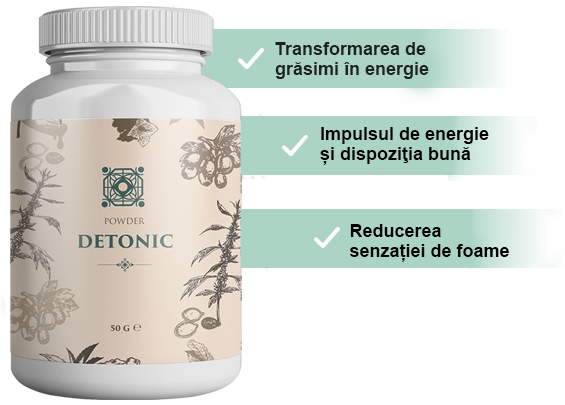 Transformarea de
grăsimi în energie
Impulsul de energie
și dispoziţia bună
POWDER
DETONIC
Reducerea
senzației de foame
50 G ℮